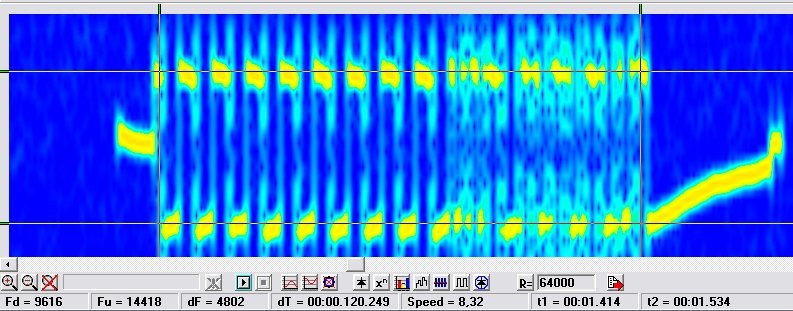 xⁿ R= 64000
Fd = 9616 Fu = 14418 dF = 4802 dT = 00:00.120.249 Speed = 8,32 t1 = 00:01.414 t2 = 00:01.534